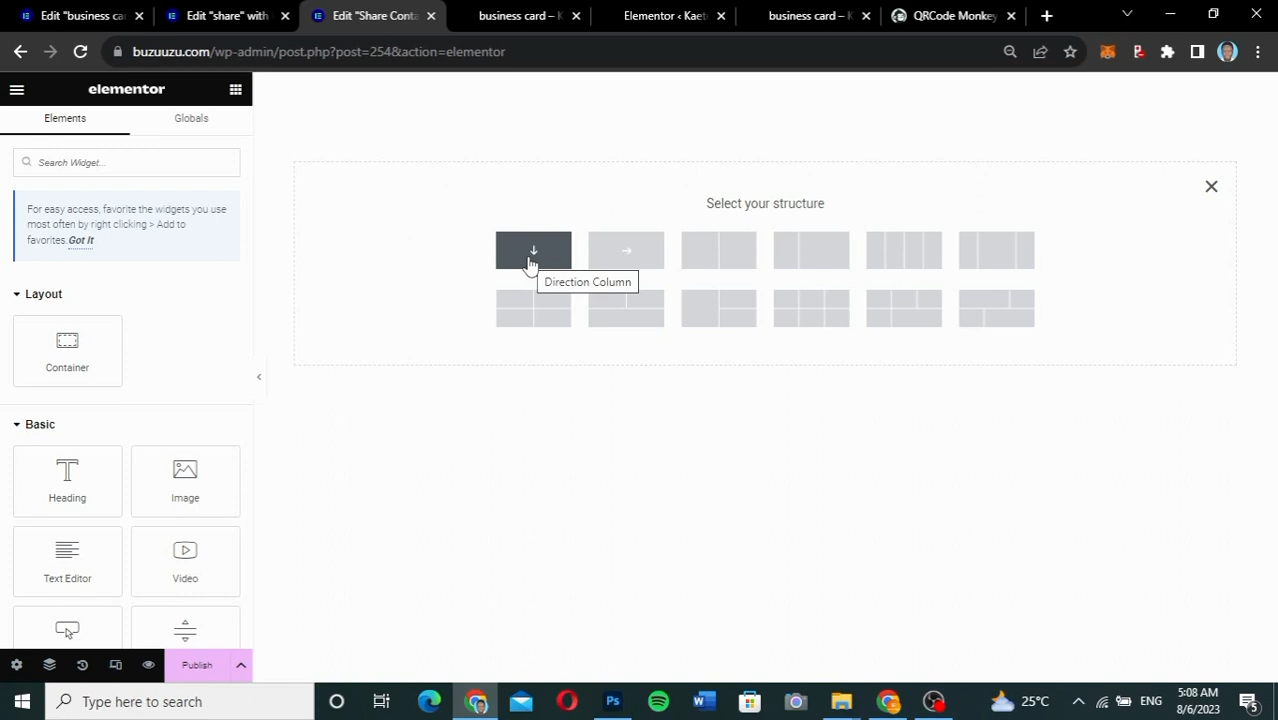 Edit "business ca
Edit "share" with
Edit "Share Conta
business card – K
Elementor ‹ Kaet
business card – K
QRCode Monkey
buzuuzu.com/wp-admin/post.php?post=254&action=elementor
elementor
Elements
Globals
Search Widget...
For easy access, favorite the widgets you use
most often by right clicking > Add to
favorites. Got It
Layout
Container
Basic
Heading
Image
Text Editor
Video
Publish
Select your structure
Direction Column
Type here to search
25°C
ENG
5:08 AM
8/6/2023
5